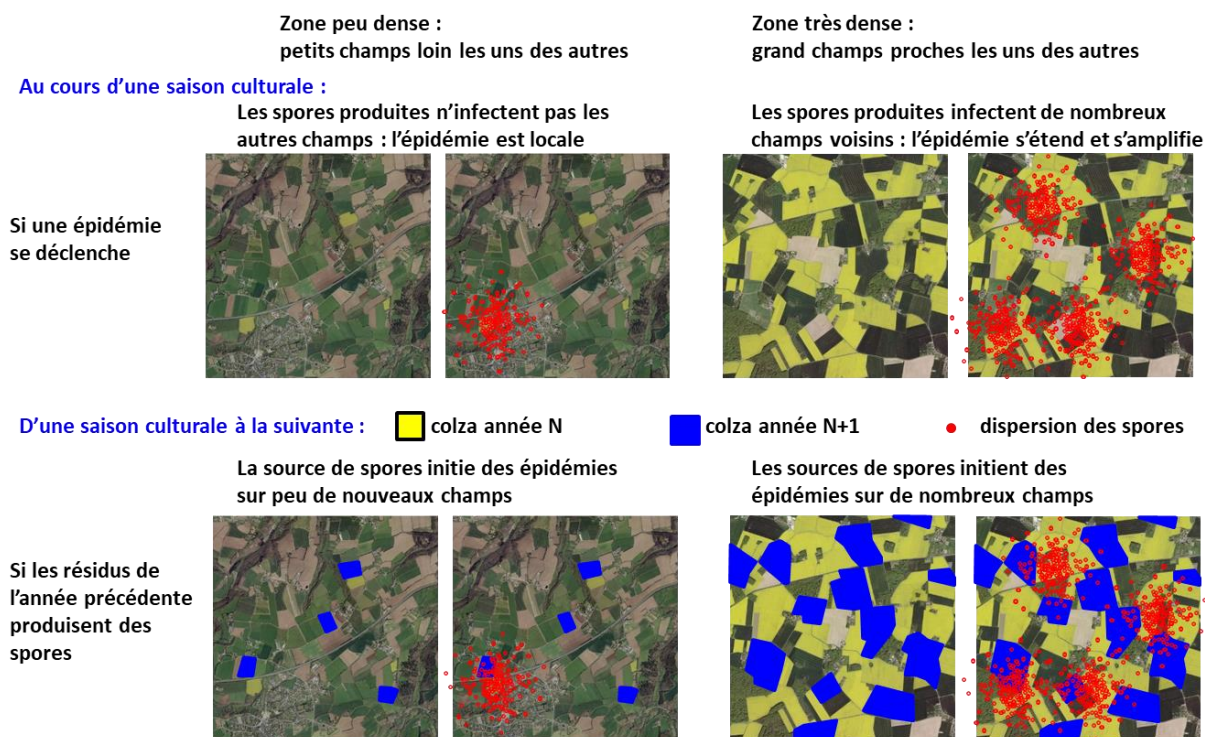 Zone peu dense :
petits champs loin les uns des autres
Zone très dense :
grand champs proches les uns des autres
Au cours d’une saison culturale :
Les spores produites n’infectent pas les
autres champs : l’épidémie est locale
Les spores produites infectent de nombreux
champs voisins : l’épidémie s’étend et s’amplifie
Si une épidémie
se déclenche
D’une saison culturale à la suivante :
colza année N
colza année N+1
dispersion des spores
La source de spores initie des épidémies
sur peu de nouveaux champs
Les sources de spores initient des
épidémies sur de nombreux champs
Si les résidus de
l’année précédente
produisent des
spores